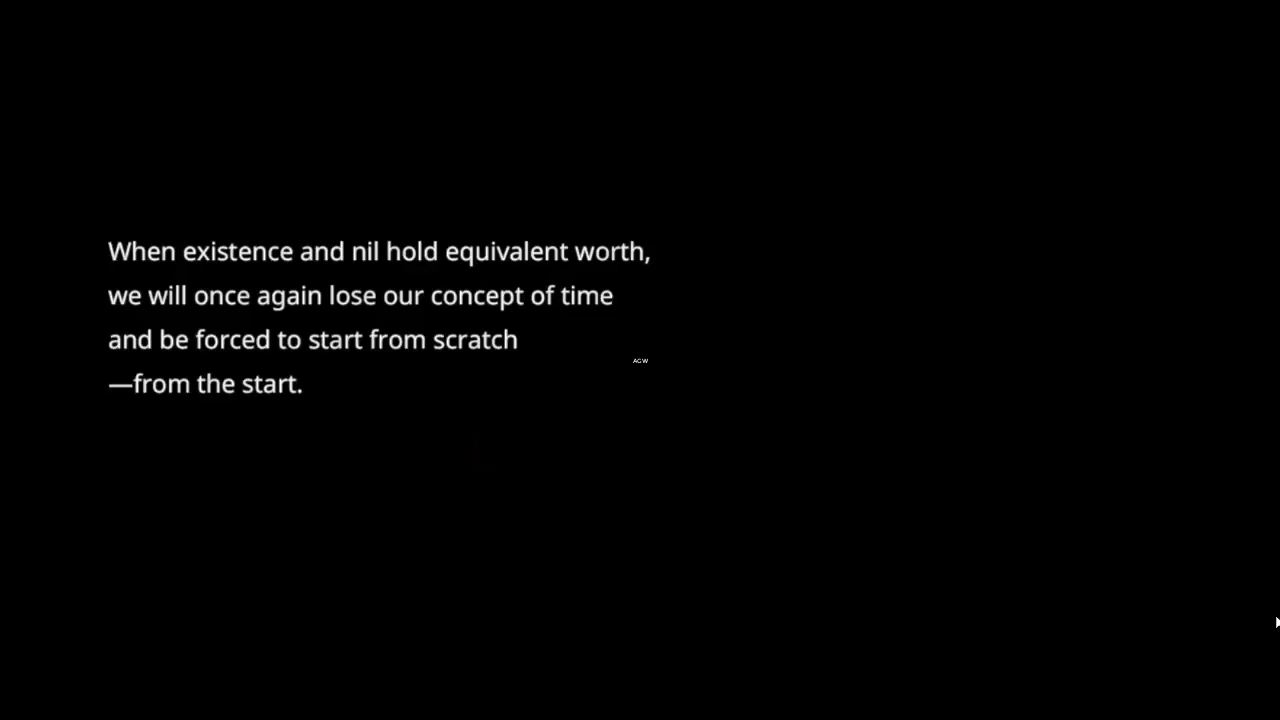 When existence and nil hold equivalent worth,
we will once again lose our concept of time
and be forced to start from scratch
AGW
—from the start.